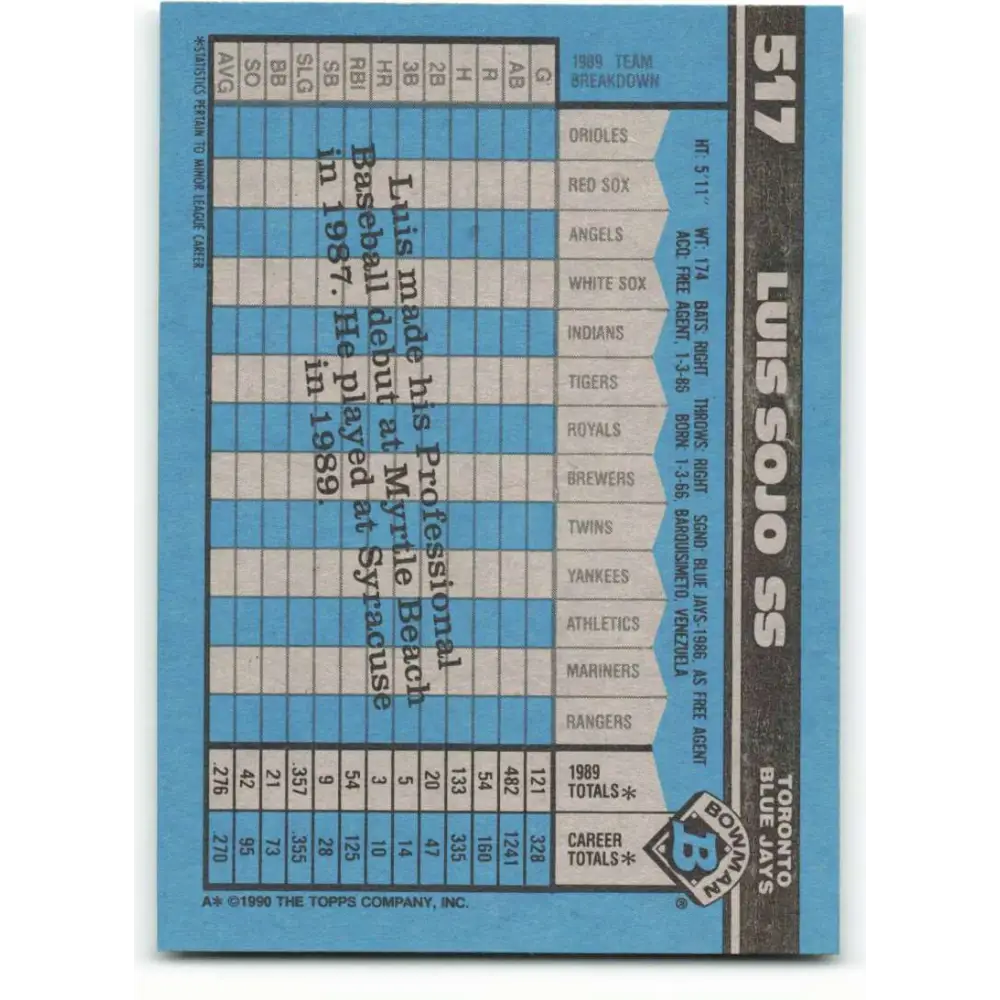 517 LUIS SOJO SS
TORONTO
BLUE JAYS
BOWMAN
B
®
HT: 5'11" WT: 174 BATS: RIGHT THROWS: RIGHT SGND: BLUE JAYS-1986, AS FREE AGENT
ACQ: FREE AGENT, 1-3-86 BORN: 1-3-66, BARQUISIMETO, VENEZUELA
1989 TEAM
BREAKDOWN
G AB R H 2B 3B HR RBI SB SLG BB SO AVG
ORIOLES
RED SOX
ANGELS
WHITE SOX
INDIANS
TIGERS
ROYALS
BREWERS
TWINS
YANKEES
ATHLETICS
MARINERS
RANGERS
1989
TOTALS* 121 482 54 133 20 5 3 54 9 .357 21 42 .276
CAREER
TOTALS* 328 1241 160 335 47 14 10 125 28 .355 73 95 .270
Luis made his Professional
Baseball debut at Myrtle Beach
in 1987. He played at Syracuse
in 1989.
*STATISTICS PERTAIN TO MINOR LEAGUE CAREER
A* ©1990 THE TOPPS COMPANY, INC.